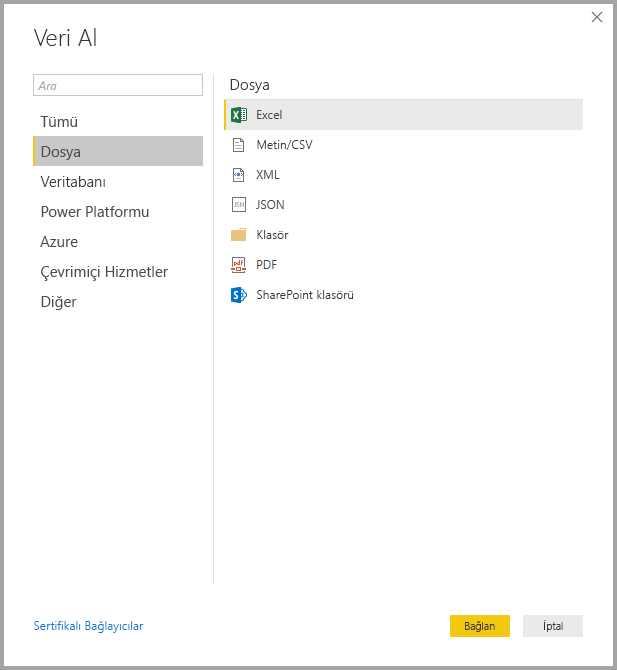 Veri Al
Ara
Tümü
Dosya
Veritabanı
Power Platformu
Azure
Çevrimiçi Hizmetler
Diğer
Dosya
Excel
Metin/CSV
XML
JSON
Klasör
PDF
SharePoint klasörü
Sertifikalı Bağlayıcılar
Bağlan
İptal